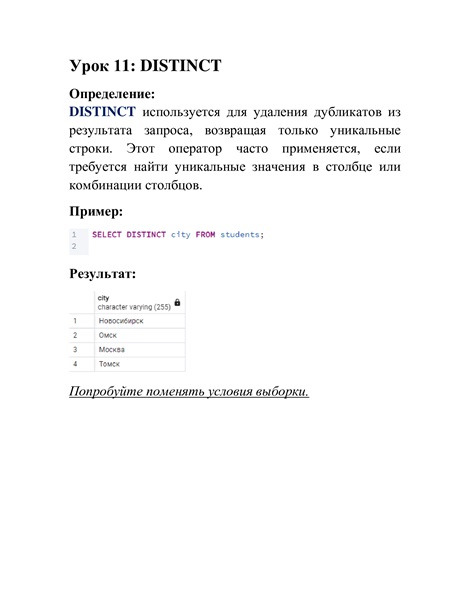 Урок 11: DISTINCT
Определение:
DISTINCT используется для удаления дубликатов из
результата запроса, возвращая только уникальные
строки. Этот оператор часто применяется, если
требуется найти уникальные значения в столбце или
комбинации столбцов.
Пример:
1 SELECT DISTINCT city FROM students;
2
Результат:
city
character varying (255)
1 Новосибирск
2 Омск
3 Москва
4 Томск
Попробуйте поменять условия выборки.